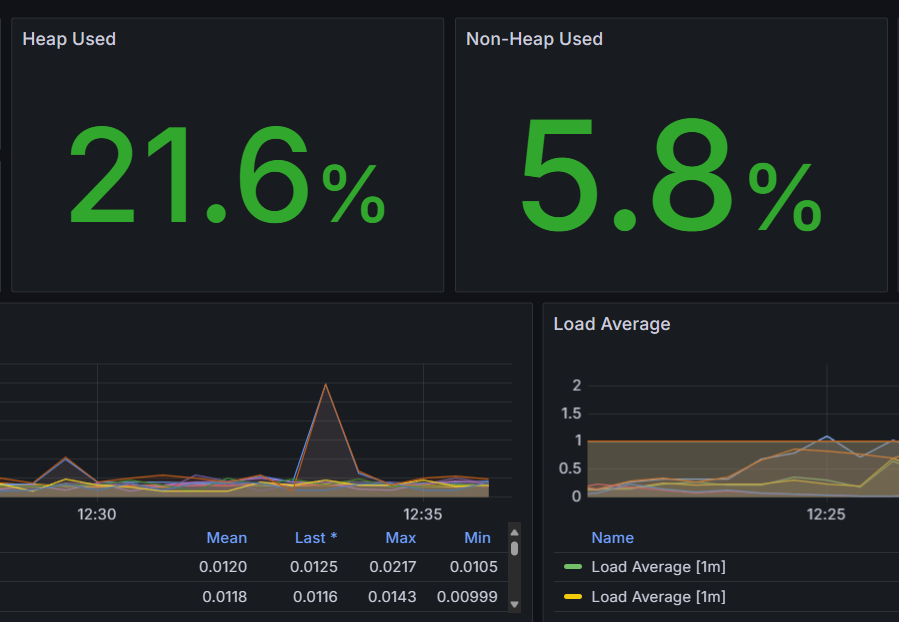 Heap Used
Non-Heap Used
21.6%
5.8%
Load Average
2
1.5
1
0.5
0
12:30
12:35
12:25
Mean Last * Max Min
0.0120 0.0125 0.0217 0.0105
0.0118 0.0116 0.0143 0.00999
Name
Load Average [1m]
Load Average [1m]